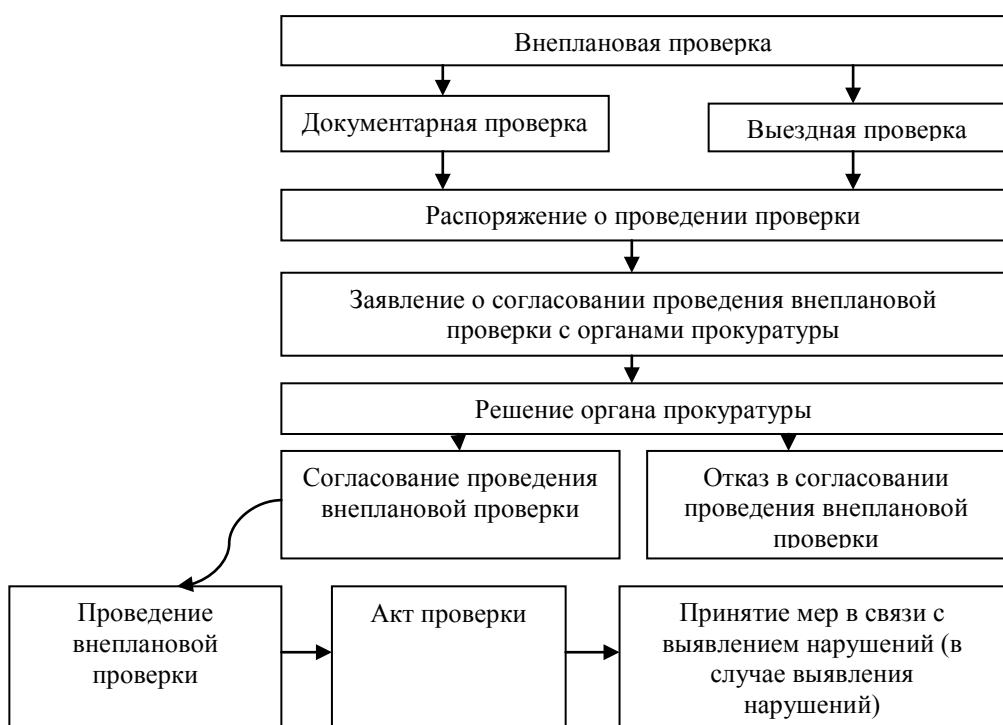 Внеплановая проверка
Документарная проверка
Выездная проверка
Распоряжение о проведении проверки
Заявление о согласовании проведения внеплановой
проверки с органами прокуратуры
Решение органа прокуратуры
Согласование проведения
внеплановой проверки
Отказ в согласовании
проведения внеплановой
проверки
Проведение
внеплановой
проверки
Акт проверки
Принятие мер в связи с
выявлением нарушений (в
случае выявления
нарушений)